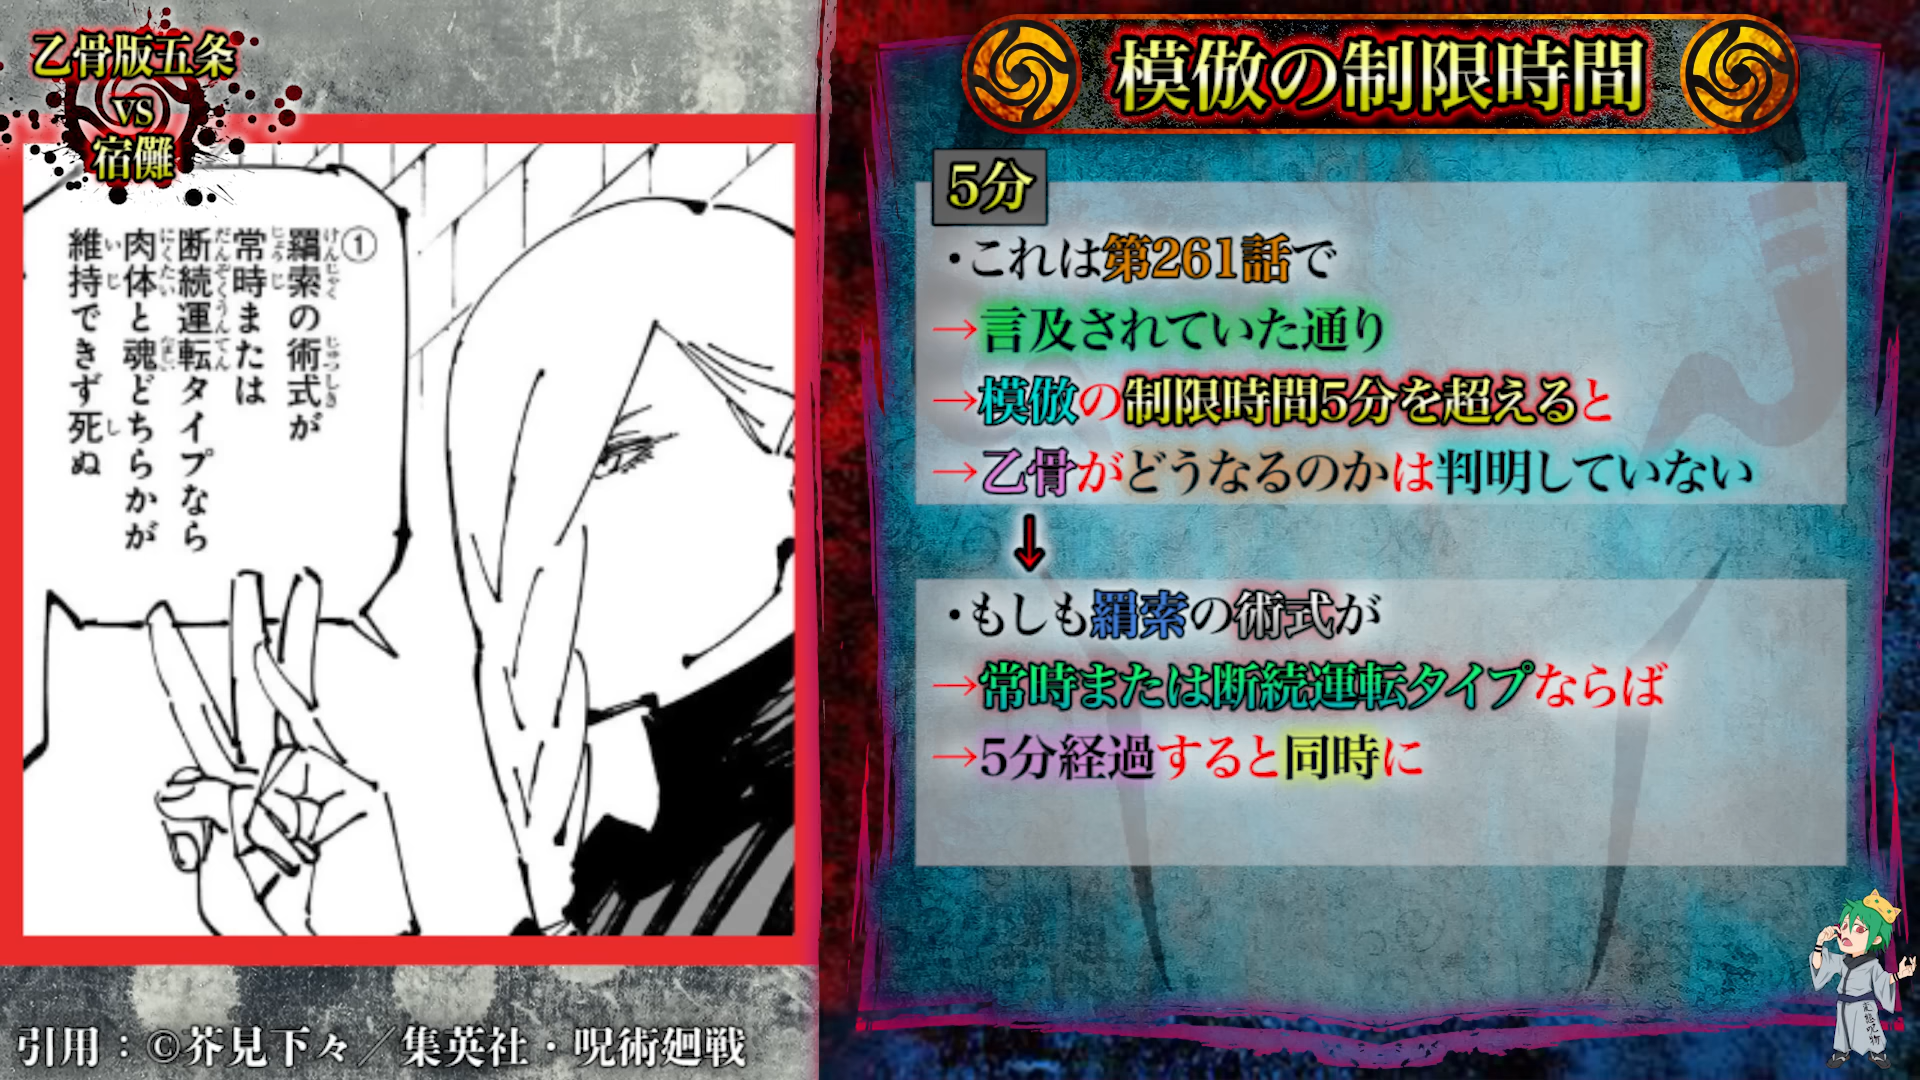 乙骨版五条
vs
宿儺
①
羂索の術式が
常時または
断続運転タイプなら
肉体と魂どちらかが
維持できず死ぬ
引用：©芥見下々／集英社・呪術廻戦
模倣の制限時間
5分
・これは第261話で
→言及されていた通り
→模倣の制限時間5分を超えると
→乙骨がどうなるのかは判明していない
↓
・もしも羂索の術式が
→常時または断続運転タイプならば
→5分経過すると同時に